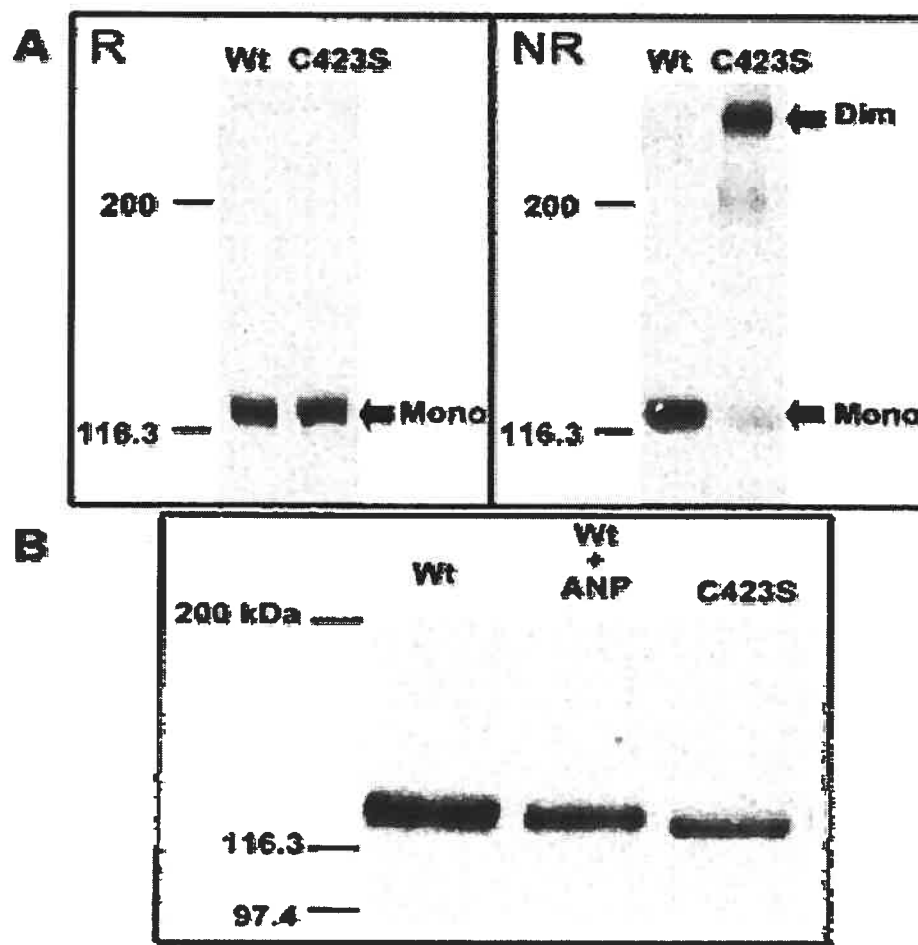 A R NR
Wt C423S Wt C423S
Dim
200 200
Mono Mono
116.3 116.3
B
Wt Wt + ANP C423S
200 kDa
116.3
97.4